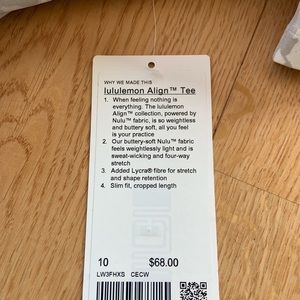 WHY WE MADE THIS
lululemon Align™ Tee
1. When feeling nothing is
everything. The lululemon
Align™ collection, powered by
Nulu™ fabric, is so weightless
and buttery-soft, all you feel
is your practice
2. Our buttery-soft Nulu™ fabric
feels weightlessly light and is
sweat-wicking and four-way
stretch
3. Added Lycra® fibre for stretch
and shape retention
4. Slim fit, cropped length
10 $68.00
LW3FHXS CECW